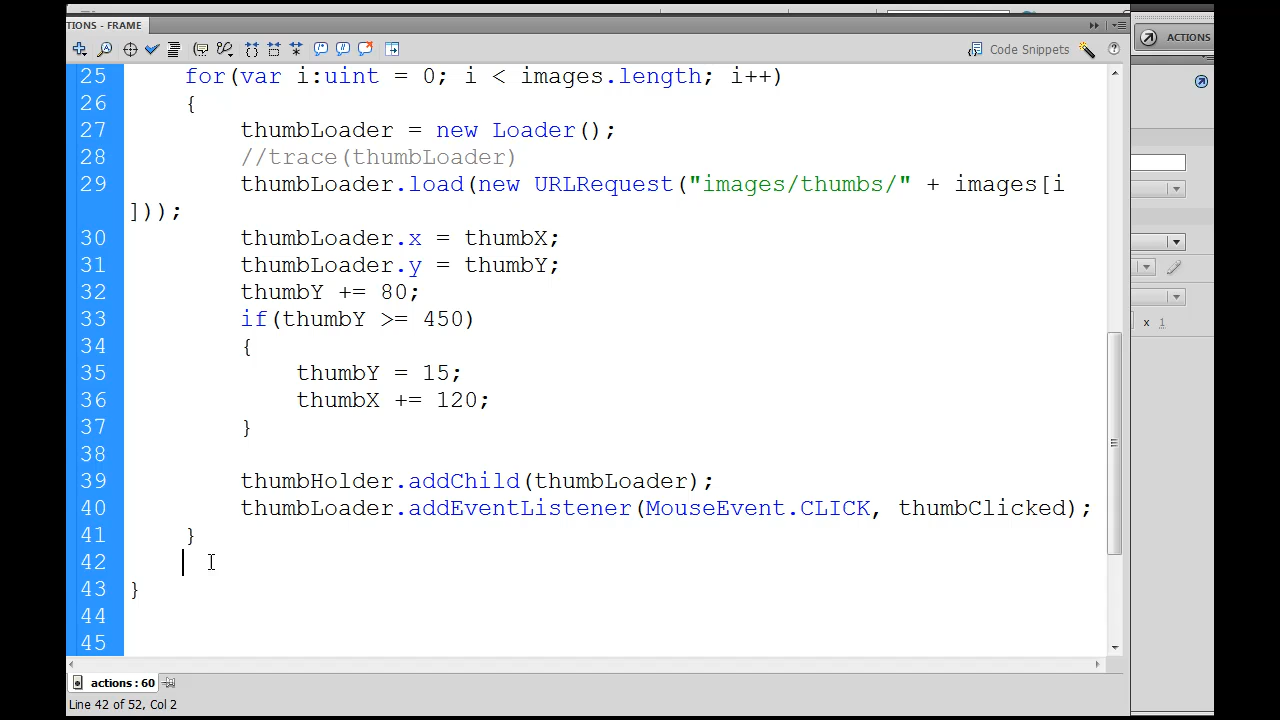 TIONS - FRAME
ACTIONS
Code Snippets
25 for(var i:uint = 0; i < images.length; i++)
26 {
27 thumbLoader = new Loader();
28 //trace(thumbLoader)
29 thumbLoader.load(new URLRequest("images/thumbs/" + images[i
]));
30 thumbLoader.x = thumbX;
31 thumbLoader.y = thumbY;
32 thumbY += 80;
33 if(thumbY >= 450)
34 {
35 thumbY = 15;
36 thumbX += 120;
37 }
38
39 thumbHolder.addChild(thumbLoader);
40 thumbLoader.addEventListener(MouseEvent.CLICK, thumbClicked);
41 }
42
43 }
44
45
x 1
actions : 60
Line 42 of 52, Col 2